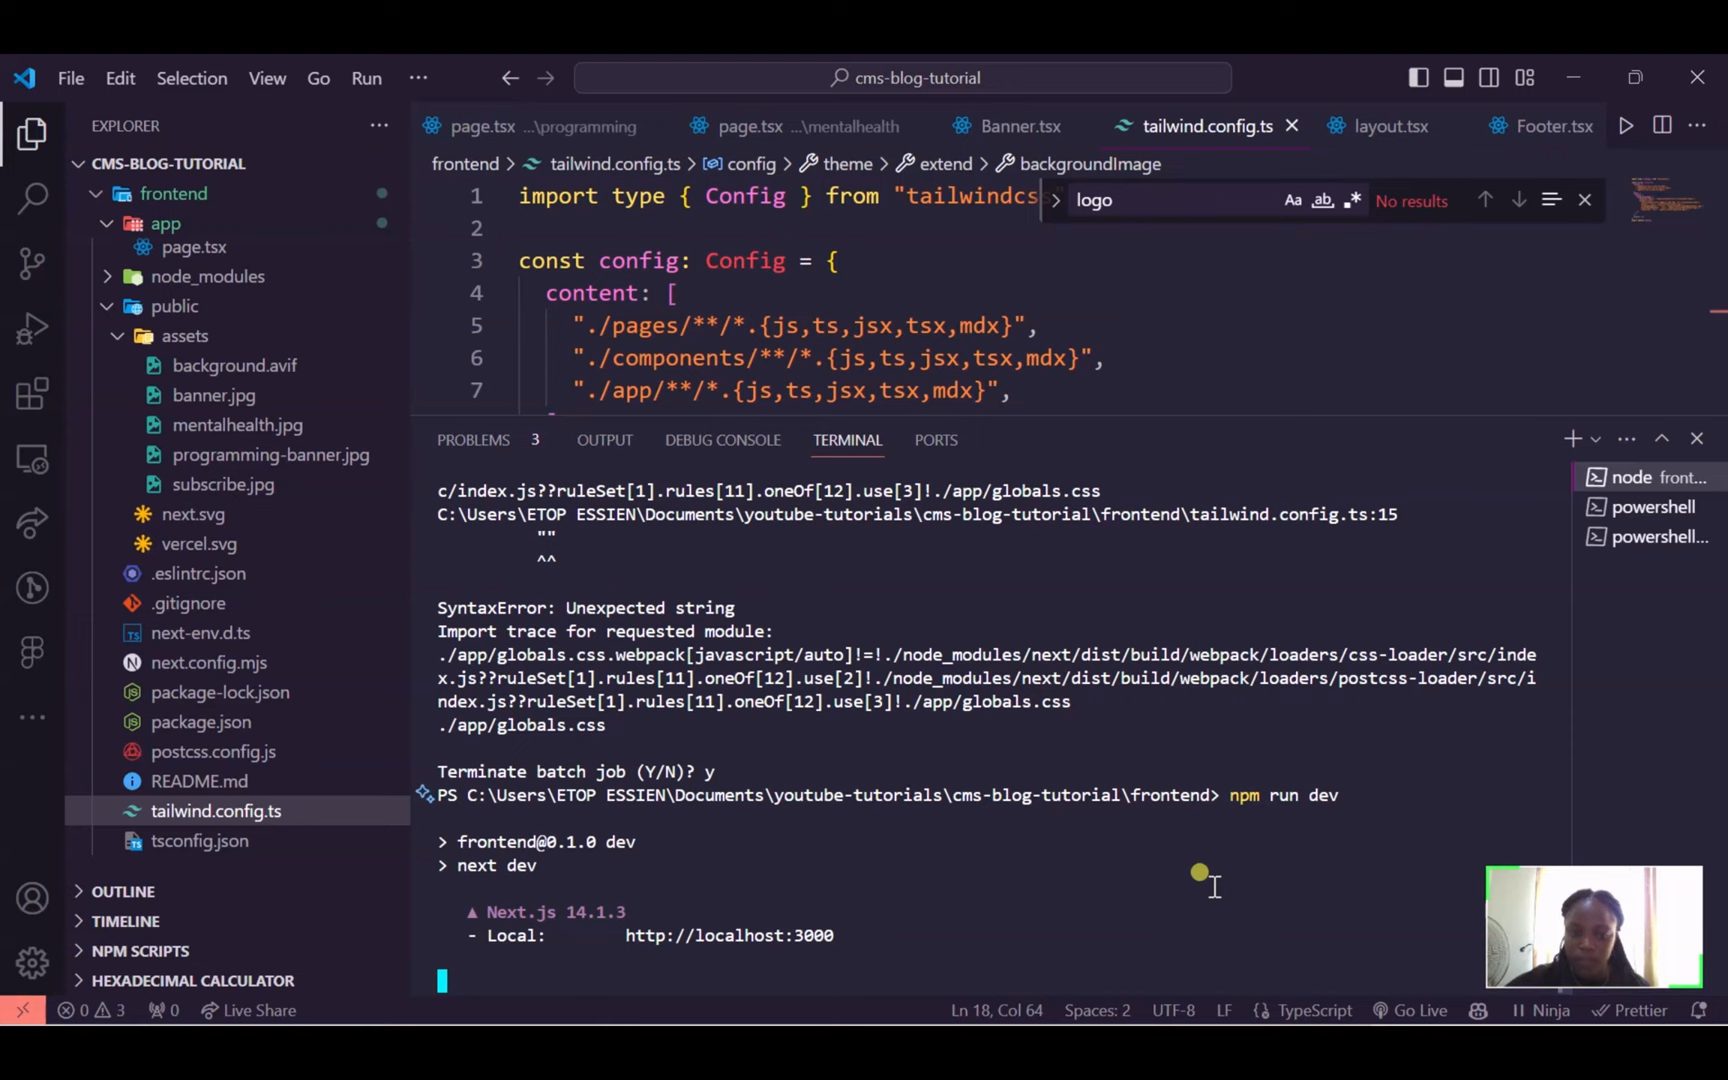 File Edit Selection View Go Run ··· cms-blog-tutorial
EXPLORER ···
CMS-BLOG-TUTORIAL
frontend
app
page.tsx
node_modules
public
assets
background.avif
banner.jpg
mentalhealth.jpg
programming-banner.jpg
subscribe.jpg
next.svg
vercel.svg
.eslintrc.json
.gitignore
next-env.d.ts
next.config.mjs
package-lock.json
package.json
postcss.config.js
README.md
tailwind.config.ts
tsconfig.json
OUTLINE
TIMELINE
NPM SCRIPTS
HEXADECIMAL CALCULATOR
page.tsx ...\programming page.tsx ...\mentalhealth Banner.tsx tailwind.config.ts layout.tsx Footer.tsx
frontend > tailwind.config.ts > config > theme > extend > backgroundImage
logo Aa ab .* No results
1 import type { Config } from "tailwindcs
2
3 const config: Config = {
4 content: [
5 "./pages/**/*.{js,ts,jsx,tsx,mdx}",
6 "./components/**/*.{js,ts,jsx,tsx,mdx}",
7 "./app/**/*.{js,ts,jsx,tsx,mdx}",
PROBLEMS 3 OUTPUT DEBUG CONSOLE TERMINAL PORTS
c/index.js??ruleSet[1].rules[11].oneOf[12].use[3]!./app/globals.css
C:\Users\ETOP ESSIEN\Documents\youtube-tutorials\cms-blog-tutorial\frontend\tailwind.config.ts:15
""
^^
SyntaxError: Unexpected string
Import trace for requested module:
./app/globals.css.webpack[javascript/auto]!=!./node_modules/next/dist/build/webpack/loaders/css-loader/src/inde
x.js??ruleSet[1].rules[11].oneOf[12].use[2]!./node_modules/next/dist/build/webpack/loaders/postcss-loader/src/i
ndex.js??ruleSet[1].rules[11].oneOf[12].use[3]!./app/globals.css
./app/globals.css
Terminate batch job (Y/N)? y
PS C:\Users\ETOP ESSIEN\Documents\youtube-tutorials\cms-blog-tutorial\frontend> npm run dev
> frontend@0.1.0 dev
> next dev
▲ Next.js 14.1.3
- Local: http://localhost:3000
node front...
powershell
powershell...
0 3 0 Live Share Ln 18, Col 64 Spaces: 2 UTF-8 LF TypeScript Go Live Ninja Prettier